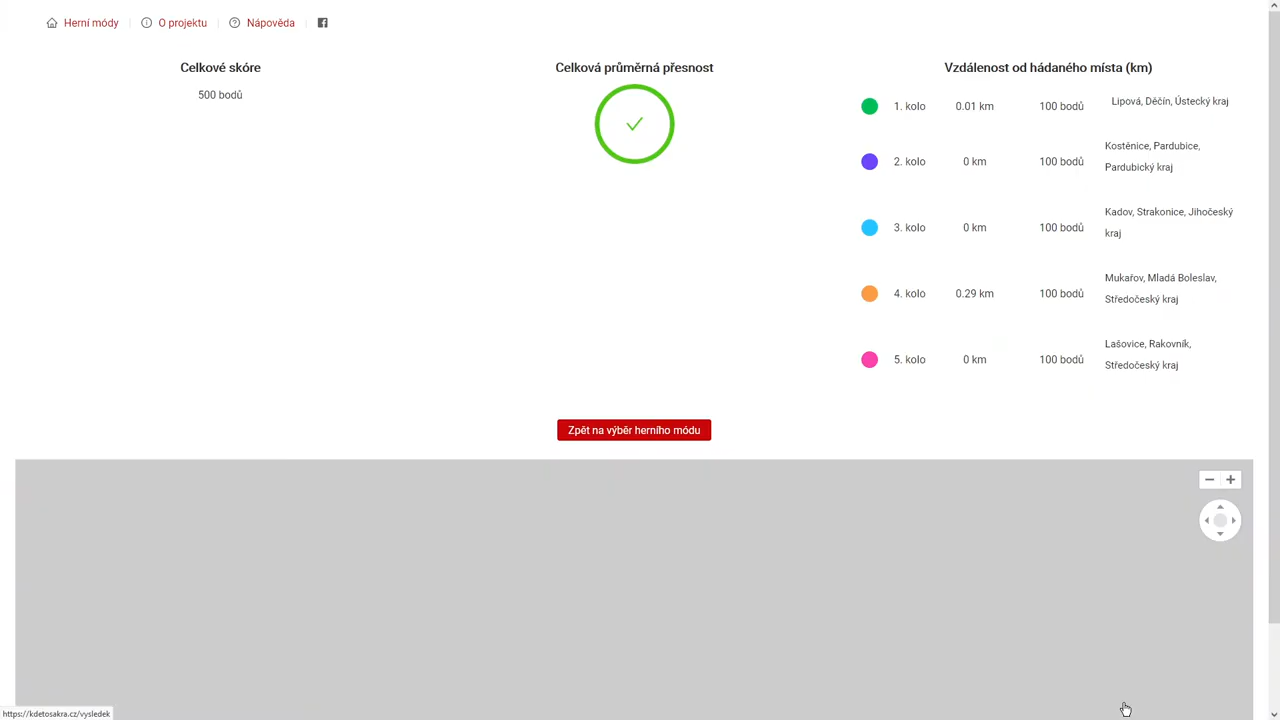 Herní módy
O projektu
Nápověda
Celkové skóre
500 bodů
Celková průměrná přesnost
Vzdálenost od hádaného místa (km)
1. kolo 0.01 km 100 bodů Lipová, Děčín, Ústecký kraj
2. kolo 0 km 100 bodů Kostěnice, Pardubice,
Pardubický kraj
3. kolo 0 km 100 bodů Kadov, Strakonice, Jihočeský
kraj
4. kolo 0.29 km 100 bodů Mukařov, Mladá Boleslav,
Středočeský kraj
5. kolo 0 km 100 bodů Lašovice, Rakovník,
Středočeský kraj
Zpět na výběr herního módu
https://kdetosakra.cz/vysledek